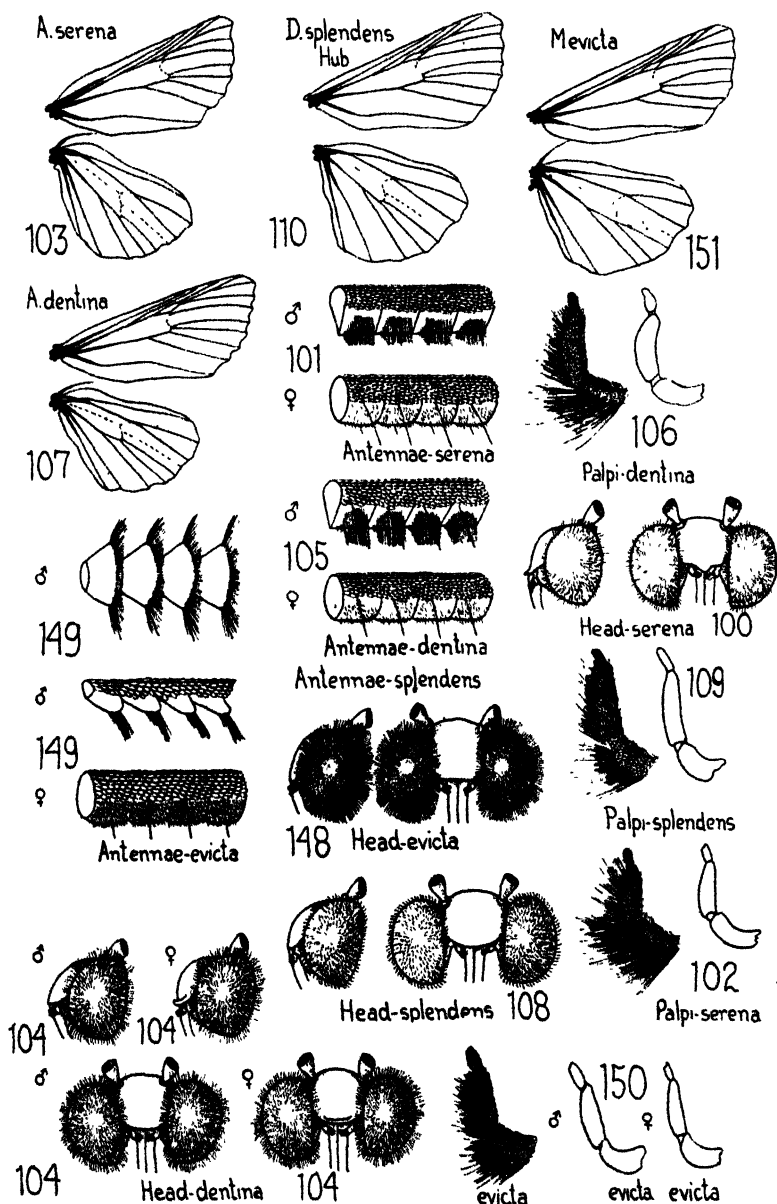 A. serena
D. splendens
Hub
M evicta
103
110
151
A. dentina
107
♂
101
♀
Antennae-serena
106
Palpi-dentina
♂
105
♀
Antennae-dentina
Antennae-splendens
♂
149
♂
149
♀
Antennae-evicta
Head-serena 100
109
Palpi-splendens
148 Head-evicta
♂
104
♀
104
Head-splendens 108
102
Palpi-serena
♂
104
♀
104
Head-dentina
150
♂
♀
evicta
evicta
evicta